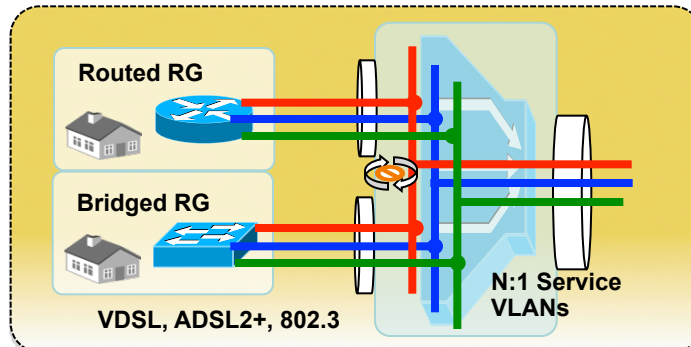 Routed RG
Bridged RG
N:1 Service
VLANs
VDSL, ADSL2+, 802.3